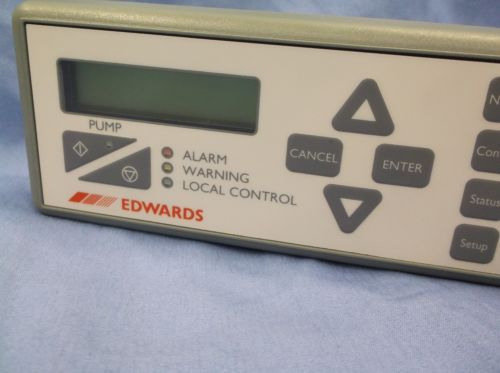 PUMP
ALARM
WARNING
LOCAL CONTROL
EDWARDS
CANCEL
ENTER
Status
Setup